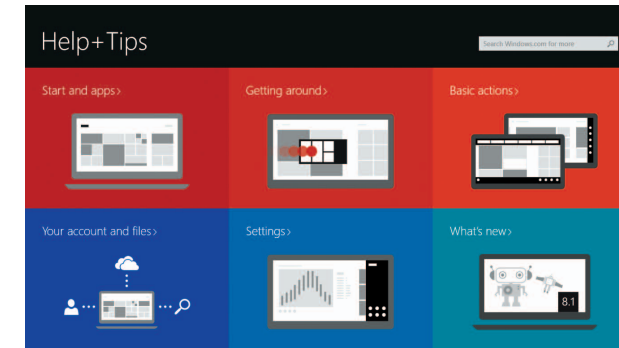 Help+Tips
Search Windows.com for more
Start and apps>
Getting around>
Basic actions>
Your account and files>
Settings>
What's new>
8.1